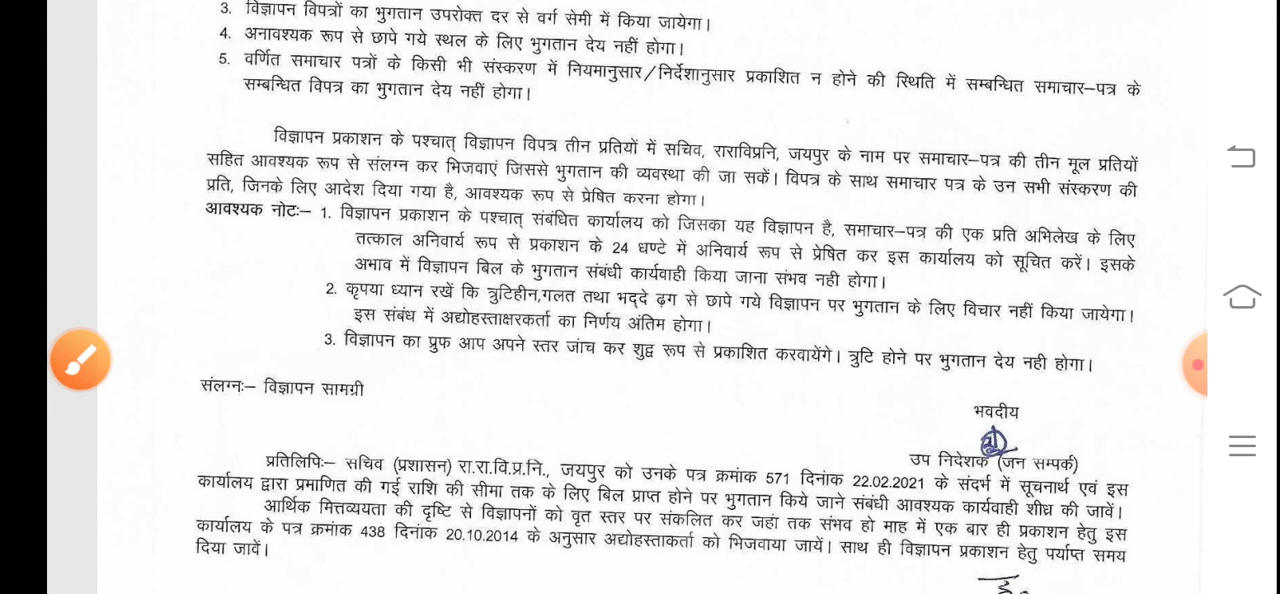 3. विज्ञापन विपत्रों का भुगतान उपरोक्त दर से वर्ग सेमी में किया जायेगा।
4. अनावश्यक रूप से छापे गये स्थल के लिए भुगतान देय नहीं होगा।
5. वर्णित समाचार पत्रों के किसी भी संस्करण में नियमानुसार/निर्देशानुसार प्रकाशित न होने की स्थिति में सम्बन्धित समाचार–पत्र के
सम्बन्धित विपत्र का भुगतान देय नहीं होगा।
विज्ञापन प्रकाशन के पश्चात् विज्ञापन विपत्र तीन प्रतियों में सचिव, राराविप्रनि, जयपुर के नाम पर समाचार–पत्र की तीन मूल प्रतियों
सहित आवश्यक रूप से संलग्न कर भिजवाएं जिससे भुगतान की व्यवस्था की जा सकें। विपत्र के साथ समाचार पत्र के उन सभी संस्करण की
प्रति, जिनके लिए आदेश दिया गया है, आवश्यक रूप से प्रेषित करना होगा।
आवश्यक नोटः– 1. विज्ञापन प्रकाशन के पश्चात् संबंधित कार्यालय को जिसका यह विज्ञापन है, समाचार–पत्र की एक प्रति अभिलेख के लिए
तत्काल अनिवार्य रूप से प्रकाशन के 24 धण्टे में अनिवार्य रूप से प्रेषित कर इस कार्यालय को सूचित करें। इसके
अभाव में विज्ञापन बिल के भुगतान संबंधी कार्यवाही किया जाना संभव नही होगा।
2. कृपया ध्यान रखें कि त्रुटिहीन,गलत तथा भद्दे ढ़ग से छापे गये विज्ञापन पर भुगतान के लिए विचार नहीं किया जायेगा।
इस संबंध में अद्योहस्ताक्षरकर्ता का निर्णय अंतिम होगा।
3. विज्ञापन का प्रुफ आप अपने स्तर जांच कर शुद्व रूप से प्रकाशित करवायेंगे। त्रुटि होने पर भुगतान देय नही होगा।
संलग्नः– विज्ञापन सामग्री
भवदीय
उप निदेशक (जन सम्पर्क)
प्रतिलिपिः– सचिव (प्रशासन) रा.रा.वि.प्र.नि., जयपुर को उनके पत्र क्रमांक 571 दिनांक 22.02.2021 के संदर्भ में सूचनार्थ एवं इस
कार्यालय द्वारा प्रमाणित की गई राशि की सीमा तक के लिए बिल प्राप्त होने पर भुगतान किये जाने संबंधी आवश्यक कार्यवाही शीध्र की जावें।
आर्थिक मित्तव्ययता की दृष्टि से विज्ञापनों को वृत स्तर पर संकलित कर जहां तक संभव हो माह में एक बार ही प्रकाशन हेतु इस
कार्यालय के पत्र क्रमांक 438 दिनांक 20.10.2014 के अनुसार अद्योहस्ताकर्ता को भिजवाया जायें। साथ ही विज्ञापन प्रकाशन हेतु पर्याप्त समय
दिया जावें।